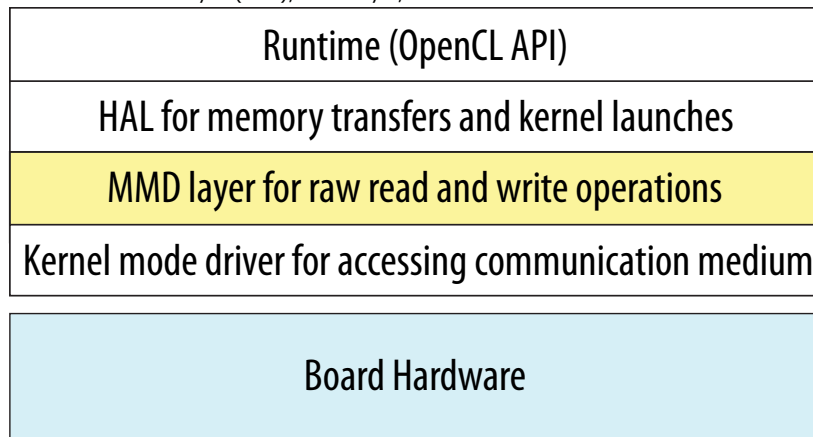 Runtime (OpenCL API)
HAL for memory transfers and kernel launches
MMD layer for raw read and write operations
Kernel mode driver for accessing communication medium
Board Hardware